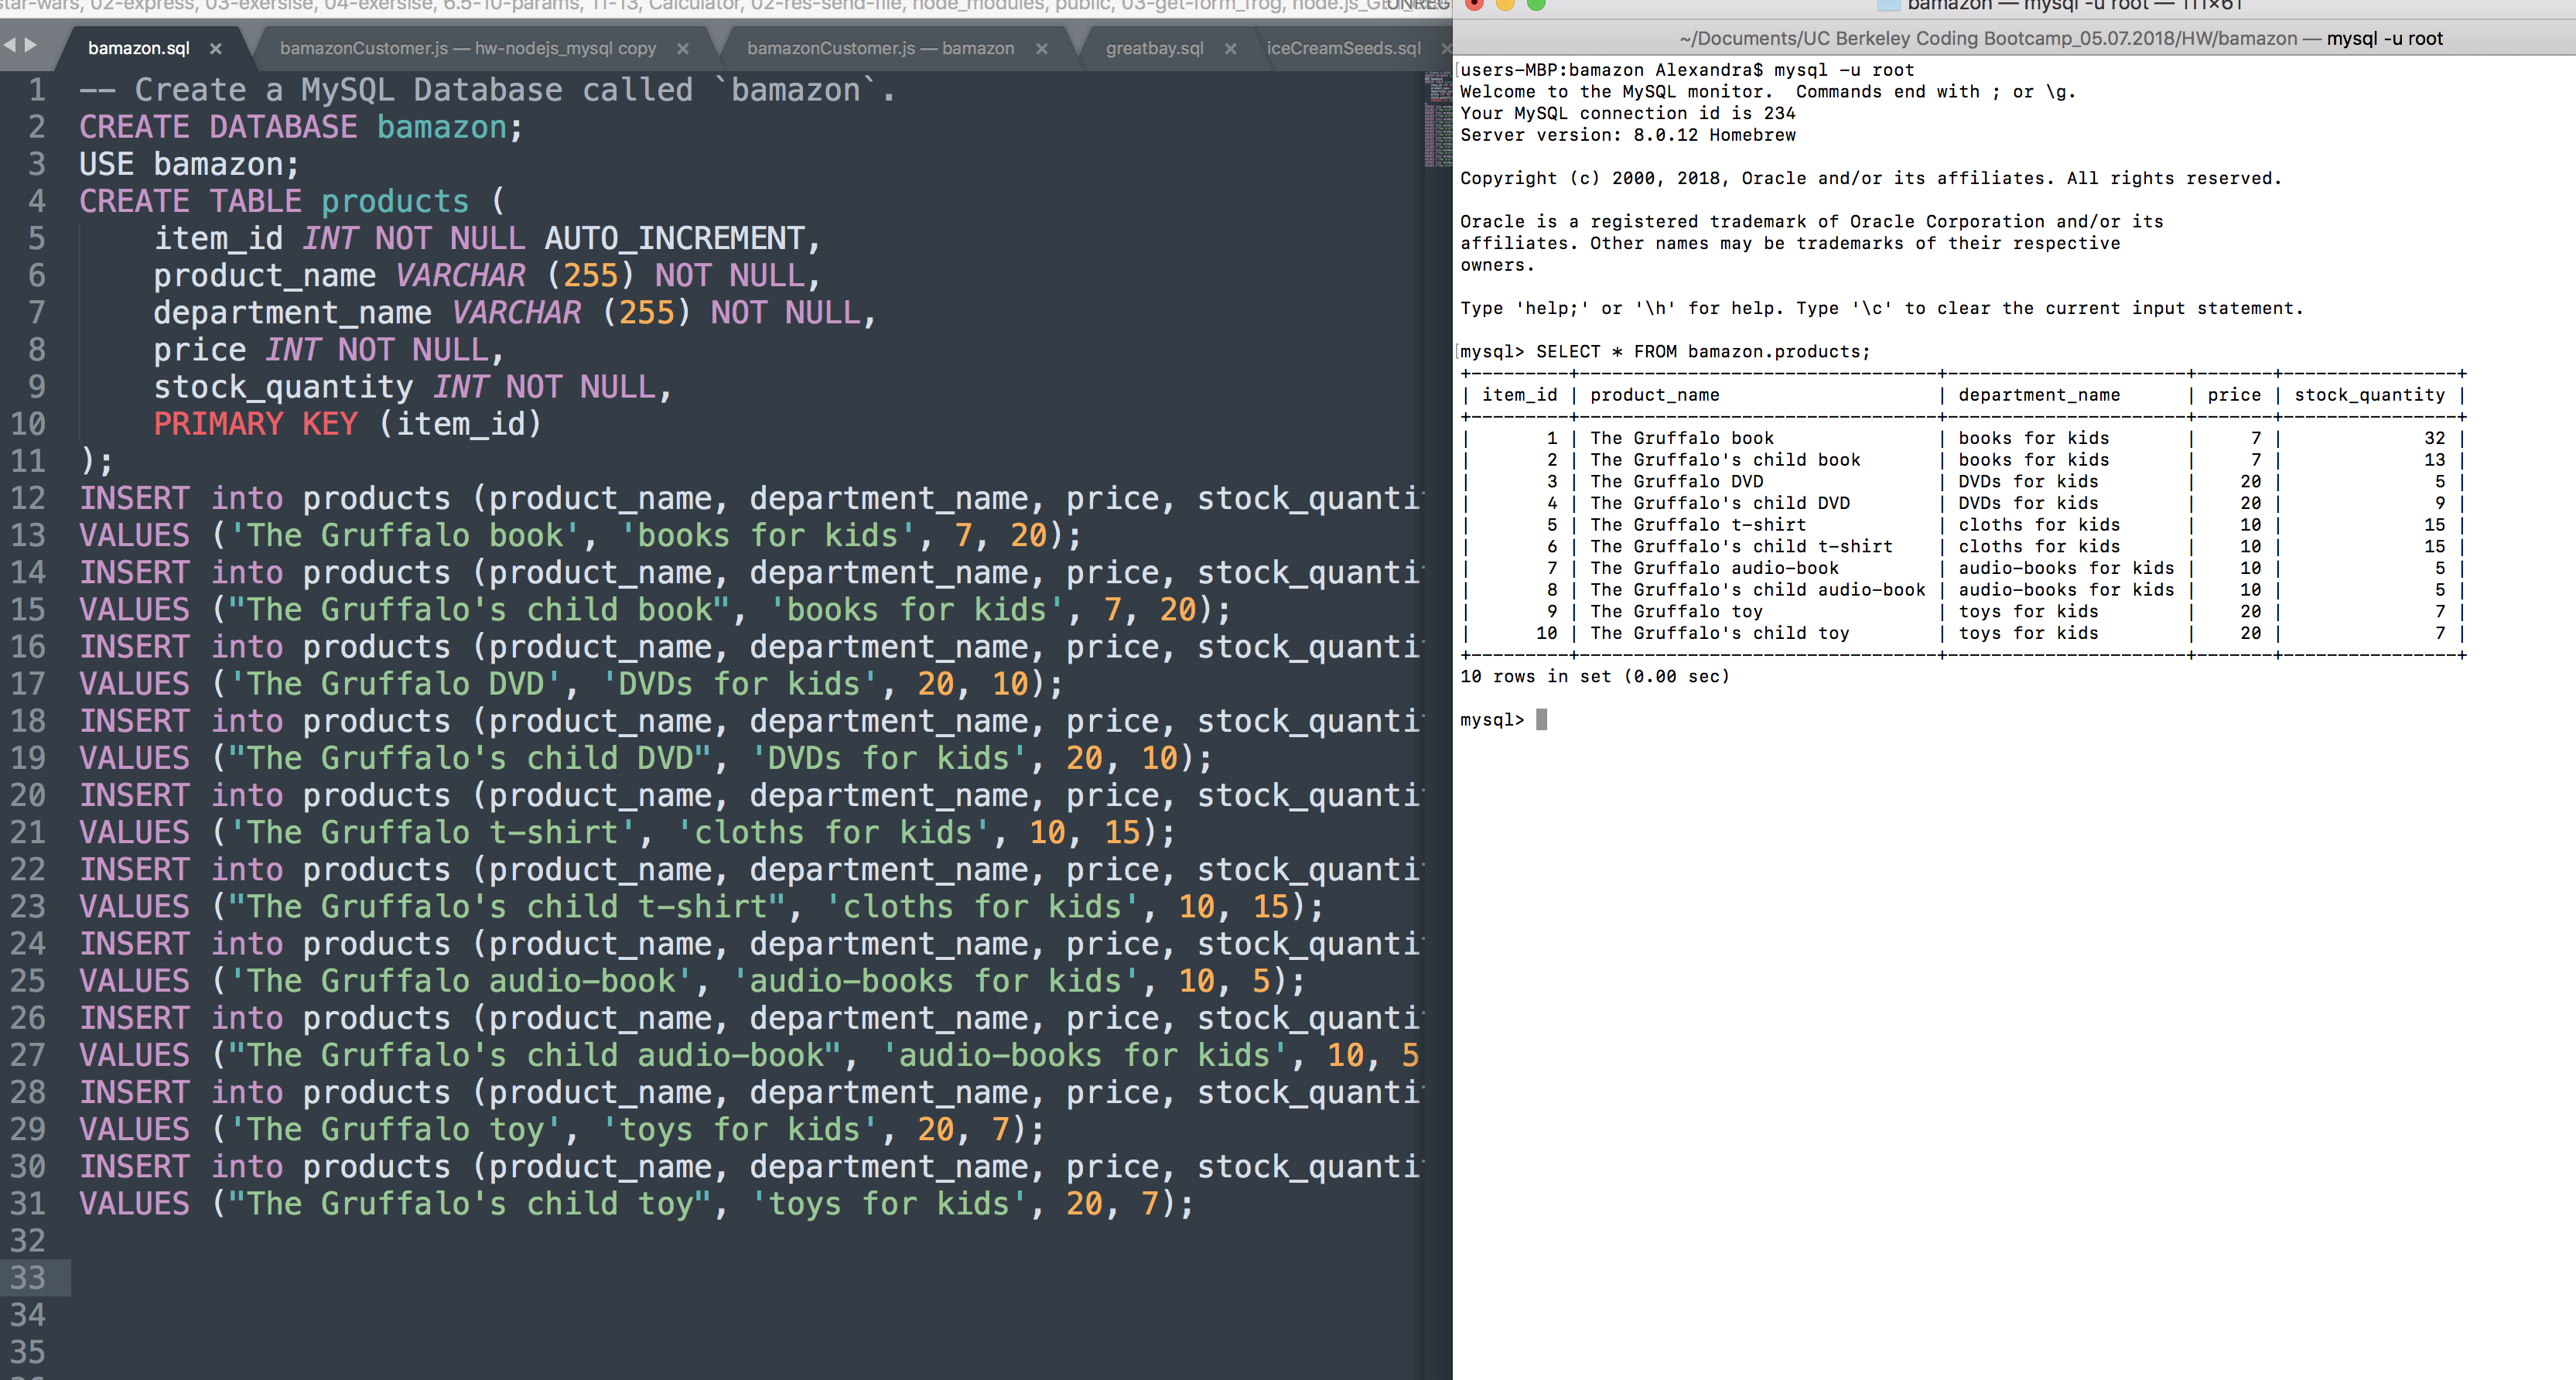 star-wars, 02-express, 03-exersise, 04-exersise, 6.5-10-params, 11-13, Calculator, 02-res-send-file, node_modules, public, 03-get-form_frog,
bamazon.sql × bamazonCustomer.js — hw-nodejs_mysql copy × bamazonCustomer.js — bamazon × greatbay.sql × iceCreamSeeds.sql ×
1 -- Create a MySQL Database called `bamazon`.
2 CREATE DATABASE bamazon;
3 USE bamazon;
4 CREATE TABLE products (
5 item_id INT NOT NULL AUTO_INCREMENT,
6 product_name VARCHAR (255) NOT NULL,
7 department_name VARCHAR (255) NOT NULL,
8 price INT NOT NULL,
9 stock_quantity INT NOT NULL,
10 PRIMARY KEY (item_id)
11 );
12 INSERT into products (product_name, department_name, price, stock_quanti
13 VALUES ('The Gruffalo book', 'books for kids', 7, 20);
14 INSERT into products (product_name, department_name, price, stock_quanti
15 VALUES ("The Gruffalo's child book", 'books for kids', 7, 20);
16 INSERT into products (product_name, department_name, price, stock_quanti
17 VALUES ('The Gruffalo DVD', 'DVDs for kids', 20, 10);
18 INSERT into products (product_name, department_name, price, stock_quanti
19 VALUES ("The Gruffalo's child DVD", 'DVDs for kids', 20, 10);
20 INSERT into products (product_name, department_name, price, stock_quanti
21 VALUES ('The Gruffalo t-shirt', 'cloths for kids', 10, 15);
22 INSERT into products (product_name, department_name, price, stock_quanti
23 VALUES ("The Gruffalo's child t-shirt", 'cloths for kids', 10, 15);
24 INSERT into products (product_name, department_name, price, stock_quanti
25 VALUES ('The Gruffalo audio-book', 'audio-books for kids', 10, 5);
26 INSERT into products (product_name, department_name, price, stock_quanti
27 VALUES ("The Gruffalo's child audio-book", 'audio-books for kids', 10, 5
28 INSERT into products (product_name, department_name, price, stock_quanti
29 VALUES ('The Gruffalo toy', 'toys for kids', 20, 7);
30 INSERT into products (product_name, department_name, price, stock_quanti
31 VALUES ("The Gruffalo's child toy", 'toys for kids', 20, 7);
32
33
34
35
bamazon — mysql -u root — 111×61
~/Documents/UC Berkeley Coding Bootcamp_05.07.2018/HW/bamazon — mysql -u root
[users-MBP:bamazon Alexandra$ mysql -u root
Welcome to the MySQL monitor.  Commands end with ; or \g.
Your MySQL connection id is 234
Server version: 8.0.12 Homebrew
Copyright (c) 2000, 2018, Oracle and/or its affiliates. All rights reserved.
Oracle is a registered trademark of Oracle Corporation and/or its
affiliates. Other names may be trademarks of their respective
owners.
Type 'help;' or '\h' for help. Type '\c' to clear the current input statement.
[mysql> SELECT * FROM bamazon.products;
+---------+---------------------------------+----------------------+-------+----------------+
| item_id | product_name | department_name | price | stock_quantity |
+---------+---------------------------------+----------------------+-------+----------------+
| 1 | The Gruffalo book | books for kids | 7 | 32 |
| 2 | The Gruffalo's child book | books for kids | 7 | 13 |
| 3 | The Gruffalo DVD | DVDs for kids | 20 | 5 |
| 4 | The Gruffalo's child DVD | DVDs for kids | 20 | 9 |
| 5 | The Gruffalo t-shirt | cloths for kids | 10 | 15 |
| 6 | The Gruffalo's child t-shirt | cloths for kids | 10 | 15 |
| 7 | The Gruffalo audio-book | audio-books for kids | 10 | 5 |
| 8 | The Gruffalo's child audio-book | audio-books for kids | 10 | 5 |
| 9 | The Gruffalo toy | toys for kids | 20 | 7 |
| 10 | The Gruffalo's child toy | toys for kids | 20 | 7 |
+---------+---------------------------------+----------------------+-------+----------------+
10 rows in set (0.00 sec)
mysql>